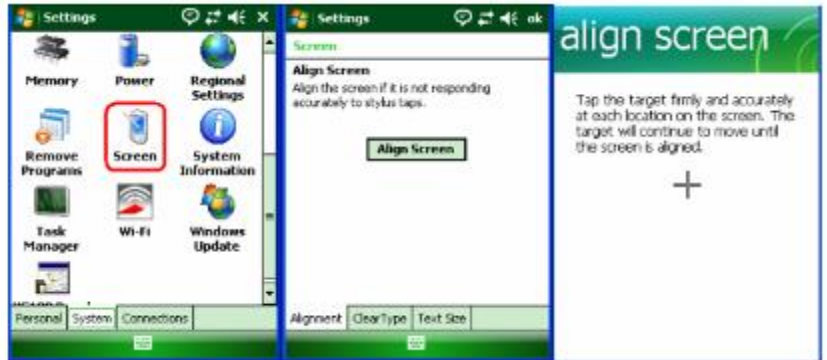 Settings
Memory
Power
Regional
Settings
Remove
Programs
Screen
System
Information
Task
Manager
Wi-Fi
Windows
Update
Personal System Connections
Settings ok
Screen
Align Screen
Align the screen if it is not responding
accurately to stylus taps.
Align Screen
Alignment ClearType Text Size
align screen
Tap the target firmly and accurately
at each location on the screen. The
target will continue to move until
the screen is aligned.